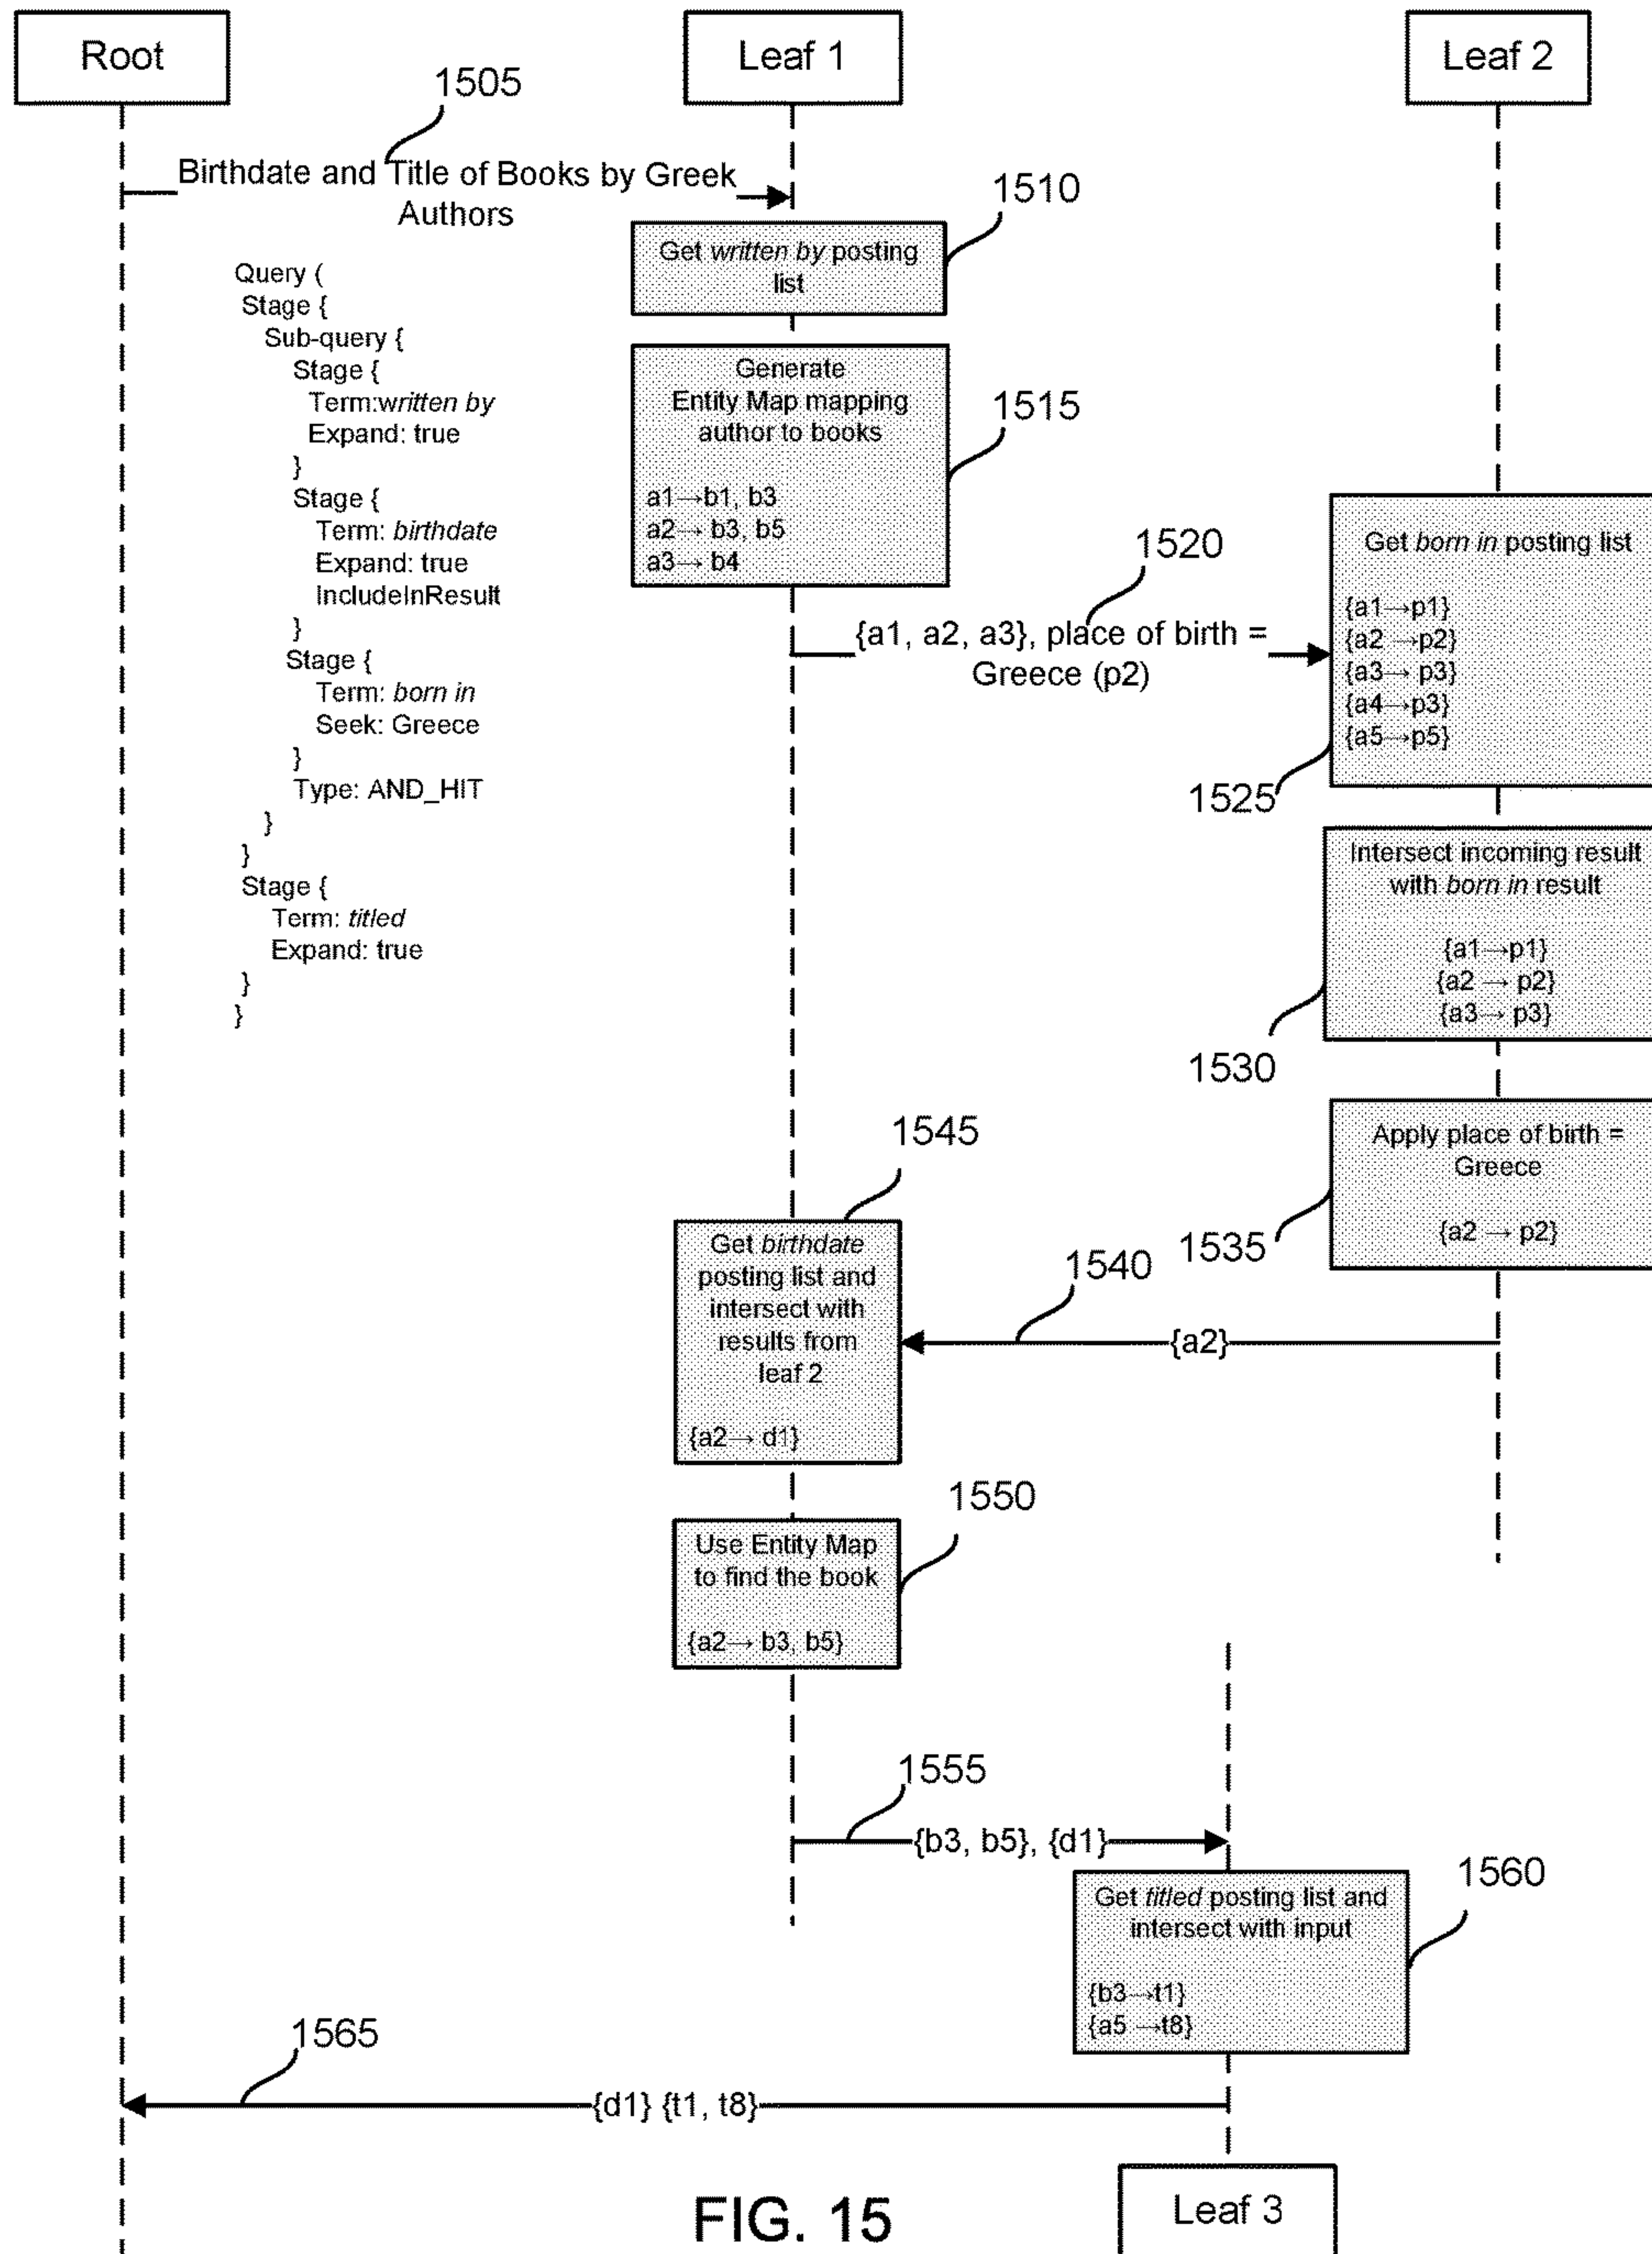 Root
Leaf 1
Leaf 2
1505
Birthdate and Title of Books by Greek
Authors
1510
Get written by posting
list
Query (
Stage {
Sub-query {
Stage {
Term:written by
Expand: true
}
Stage {
Term: birthdate
Expand: true
IncludeInResult
}
Stage {
Term: born in
Seek: Greece
}
Type: AND_HIT
}
}
Stage {
Term: titled
Expand: true
}
}
Generate
Entity Map mapping
author to books
a1→b1, b3
a2→ b3, b5
a3→ b4
1515
1520
{a1, a2, a3}, place of birth =
Greece (p2)
Get born in posting list
{a1→p1}
{a2 →p2}
{a3→ p3}
{a4→p3}
{a5→p5}
1525
Intersect incoming result
with born in result
{a1→p1}
{a2 → p2}
{a3→ p3}
1530
Apply place of birth =
Greece
{a2 → p2}
1535
1540
{a2}
1545
Get birthdate
posting list and
intersect with
results from
leaf 2
{a2→ d1}
1550
Use Entity Map
to find the book
{a2→ b3, b5}
1555
{b3, b5}, {d1}
1560
Get titled posting list and
intersect with input
{b3→t1}
{a5 →t8}
1565
{d1} {t1, t8}
Leaf 3
FIG. 15